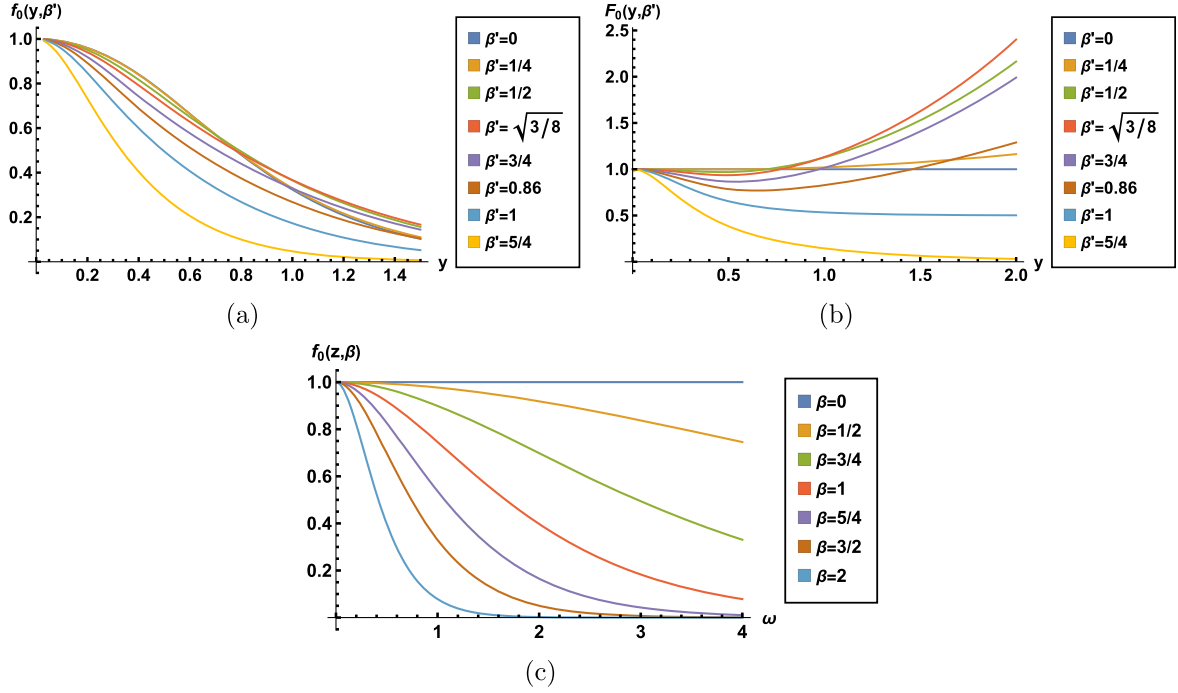 f₀(y,β')
1.0
0.8
0.6
0.4
0.2
0.2 0.4 0.6 0.8 1.0 1.2 1.4
y
β'=0
β'=1/4
β'=1/2
β'=√3/8
β'=3/4
β'=0.86
β'=1
β'=5/4
(a)
F₀(y,β')
2.5
2.0
1.5
1.0
0.5
0.5 1.0 1.5 2.0
y
β'=0
β'=1/4
β'=1/2
β'=√3/8
β'=3/4
β'=0.86
β'=1
β'=5/4
(b)
f₀(z,β)
1.0
0.8
0.6
0.4
0.2
1 2 3 4
ω
β=0
β=1/2
β=3/4
β=1
β=5/4
β=3/2
β=2
(c)